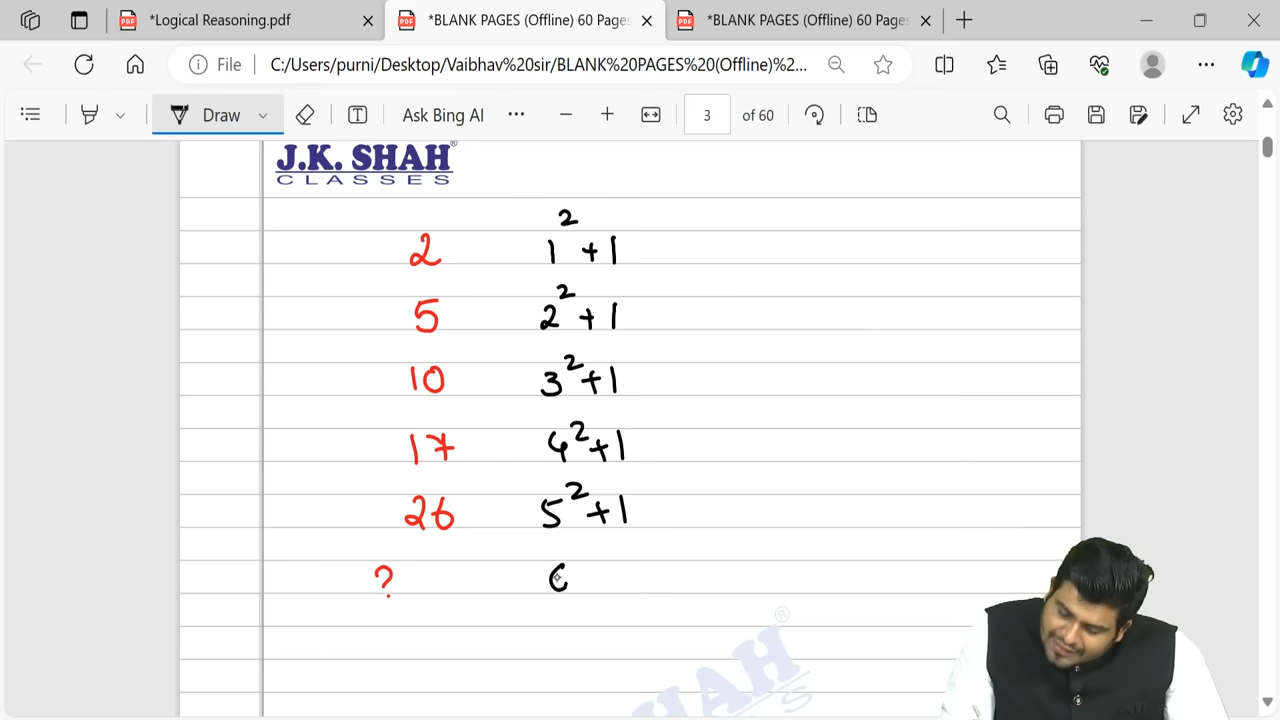 *Logical Reasoning.pdf
*BLANK PAGES (Offline) 60 Pages
*BLANK PAGES (Offline) 60 Pages
File C:/Users/purni/Desktop/Vaibhav%20sir/BLANK%20PAGES%20(Offline)%2...
Draw Ask Bing AI ... 3 of 60
J.K. SHAH®
CLASSES
2 1²+1
5 2²+1
10 3²+1
17 4²+1
26 5²+1
?
SHAH®